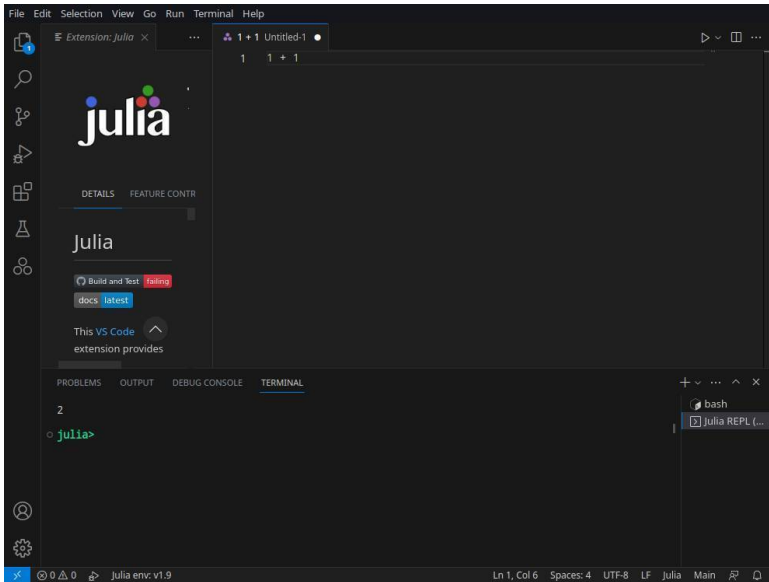 File Edit Selection View Go Run Terminal Help
Extension: Julia
1 + 1 Untitled-1
1
1 + 1
julia
DETAILS FEATURE CONTR
Julia
Build and Test failing
docs latest
This VS Code
extension provides
PROBLEMS OUTPUT DEBUG CONSOLE TERMINAL
bash
Julia REPL (...
2
julia>
0 0 Julia env: v1.9 Ln 1, Col 6 Spaces: 4 UTF-8 LF Julia Main